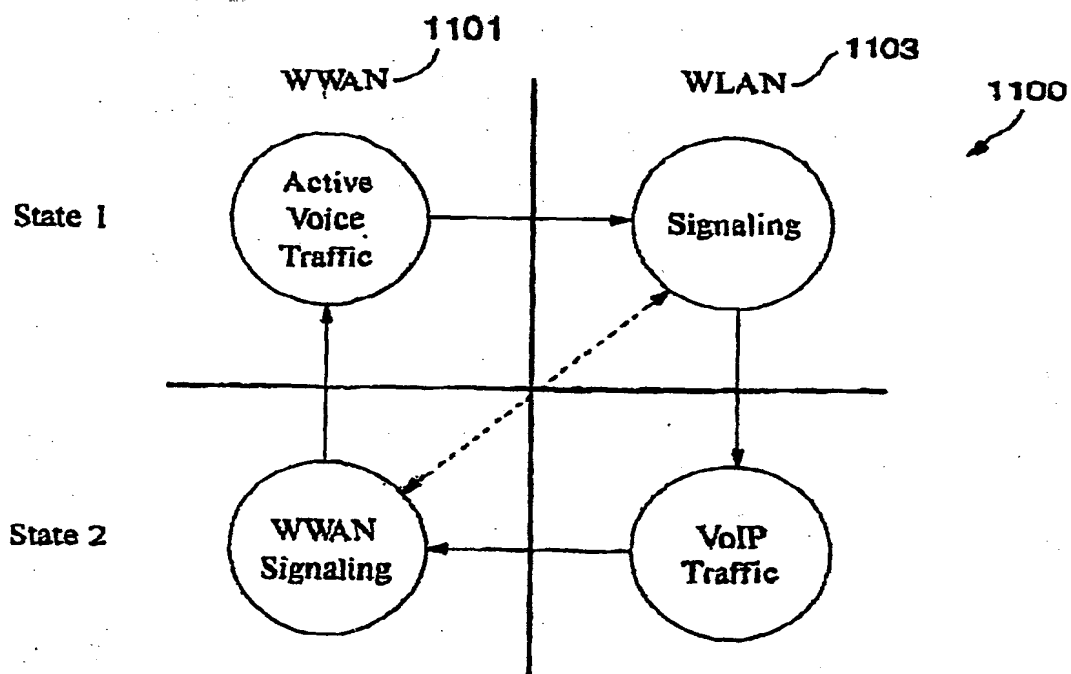 1101
WWAN
WLAN
1103
1100
State 1
Active
Voice
Traffic
Signaling
State 2
WWAN
Signaling
VoIP
Traffic